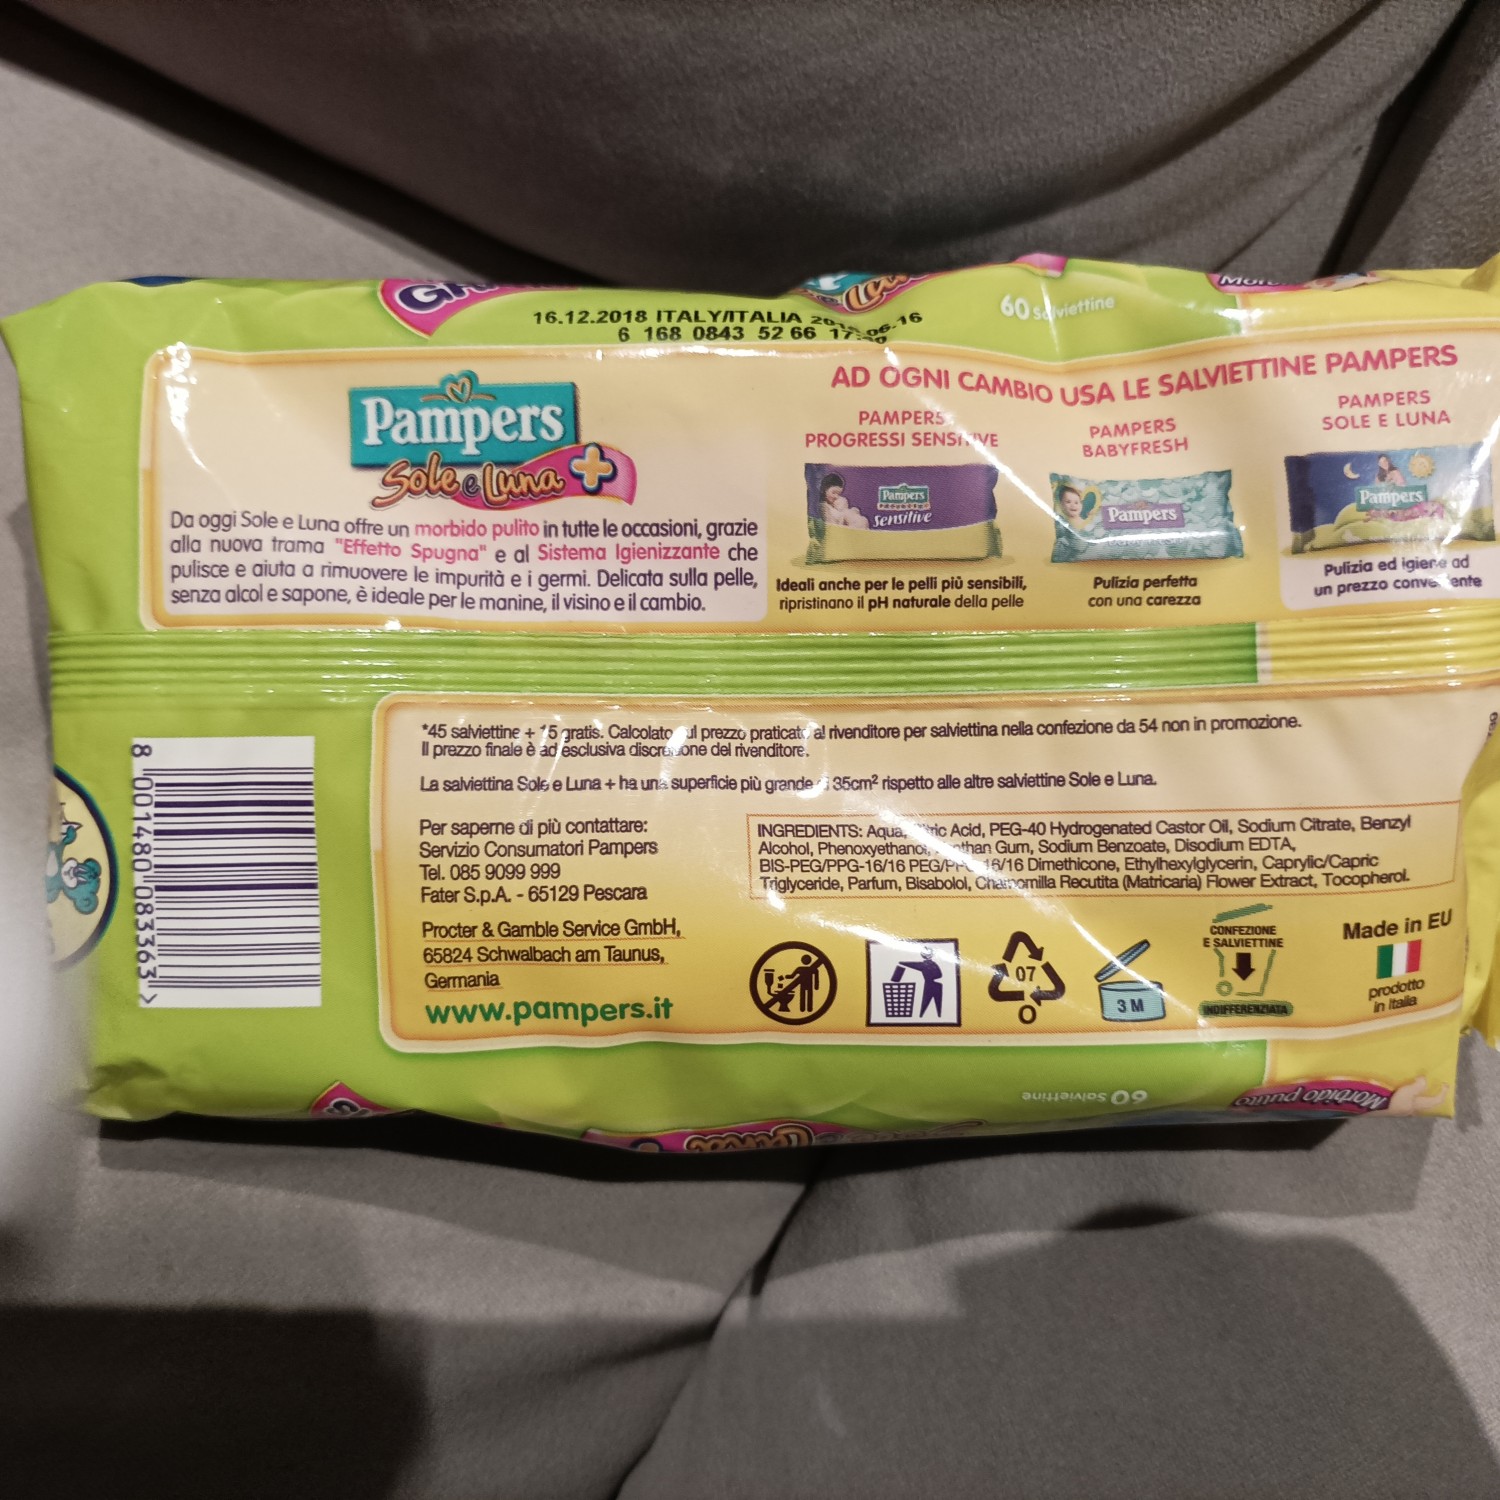 16.12.2018 ITALY/ITALIA
6 168 0843 52 66
60 Salviettine
Pampers
Sole e Luna +
Da oggi Sole e Luna offre un morbido pulito in tutte le occasioni, grazie
alla nuova trama "Effetto Spugna" e al Sistema Igienizzante che
pulisce e aiuta a rimuovere le impurità e i germi. Delicata sulla pelle,
senza alcol e sapone, è ideale per le manine, il visino e il cambio.
AD OGNI CAMBIO USA LE SALVIETTINE PAMPERS
PAMPERS
PROGRESSI SENSITIVE
Pampers
sensitive
Ideali anche per le pelli più sensibili,
ripristinano il pH naturale della pelle
PAMPERS
BABYFRESH
Pampers
Pulizia perfetta
con una carezza
PAMPERS
SOLE E LUNA
Pampers
Pulizia ed igiene ad
un prezzo conveniente
*45 salviettine + 15 gratis. Calcolato sul prezzo praticato al rivenditore per salviettina nella confezione da 54 non in promozione.
Il prezzo finale è ad esclusiva discrezione del rivenditore.
La salviettina Sole e Luna + ha una superficie più grande di 35cm² rispetto alle altre salviettine Sole e Luna.
8 001480 083363 >
Per saperne di più contattare:
Servizio Consumatori Pampers
Tel. 085 9099 999
Fater S.p.A. - 65129 Pescara
Procter & Gamble Service GmbH,
65824 Schwalbach am Taunus,
Germania
www.pampers.it
INGREDIENTS: Aqua, Citric Acid, PEG-40 Hydrogenated Castor Oil, Sodium Citrate, Benzyl
Alcohol, Phenoxyethanol, Xanthan Gum, Sodium Benzoate, Disodium EDTA,
BIS-PEG/PPG-16/16 PEG/PPG-16/16 Dimethicone, Ethylhexylglycerin, Caprylic/Capric
Triglyceride, Parfum, Bisabolol, Chamomilla Recutita (Matricaria) Flower Extract, Tocopherol.
07
O
3 M
CONFEZIONE
E SALVIETTINE
INDIFFERENZIATA
Made in EU
prodotto
in Italia
60 Salviettine
Morbido pulito